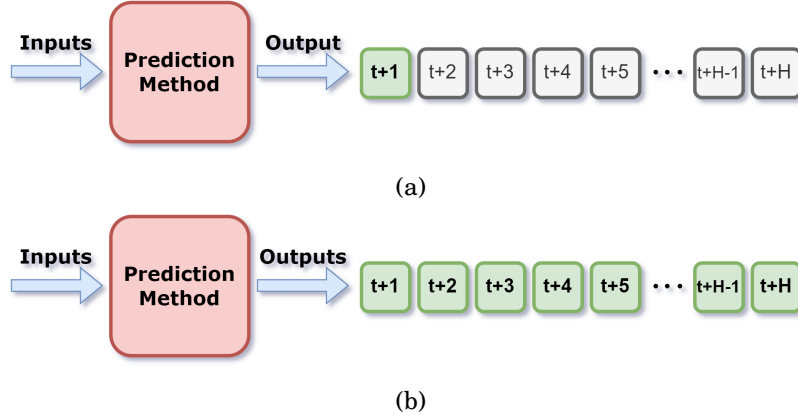 Inputs
Prediction
Method
Output
t+1 t+2 t+3 t+4 t+5 ... t+H-1 t+H
(a)
Inputs
Prediction
Method
Outputs
t+1 t+2 t+3 t+4 t+5 ... t+H-1 t+H
(b)